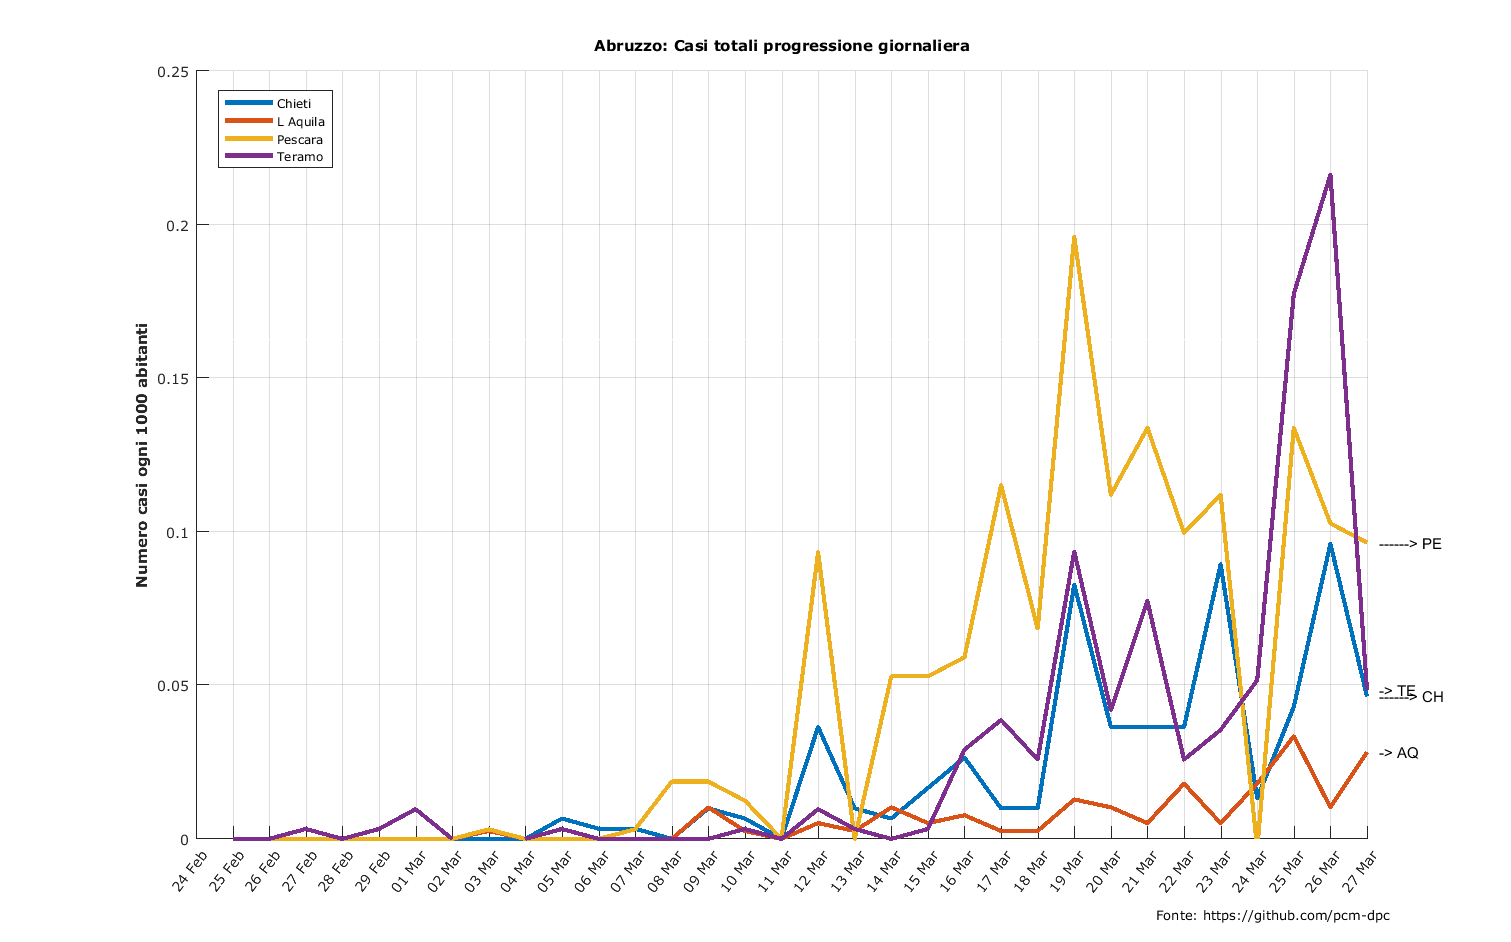 Abruzzo: Casi totali progressione giornaliera
Numero casi ogni 1000 abitanti
0.25
0.2
0.15
0.1
0.05
0
Chieti
L Aquila
Pescara
Teramo
------> PE
-> TE
------> CH
-> AQ
24 Feb
25 Feb
26 Feb
27 Feb
28 Feb
29 Feb
01 Mar
02 Mar
03 Mar
04 Mar
05 Mar
06 Mar
07 Mar
08 Mar
09 Mar
10 Mar
11 Mar
12 Mar
13 Mar
14 Mar
15 Mar
16 Mar
17 Mar
18 Mar
19 Mar
20 Mar
21 Mar
22 Mar
23 Mar
24 Mar
25 Mar
26 Mar
27 Mar
Fonte: https://github.com/pcm-dpc